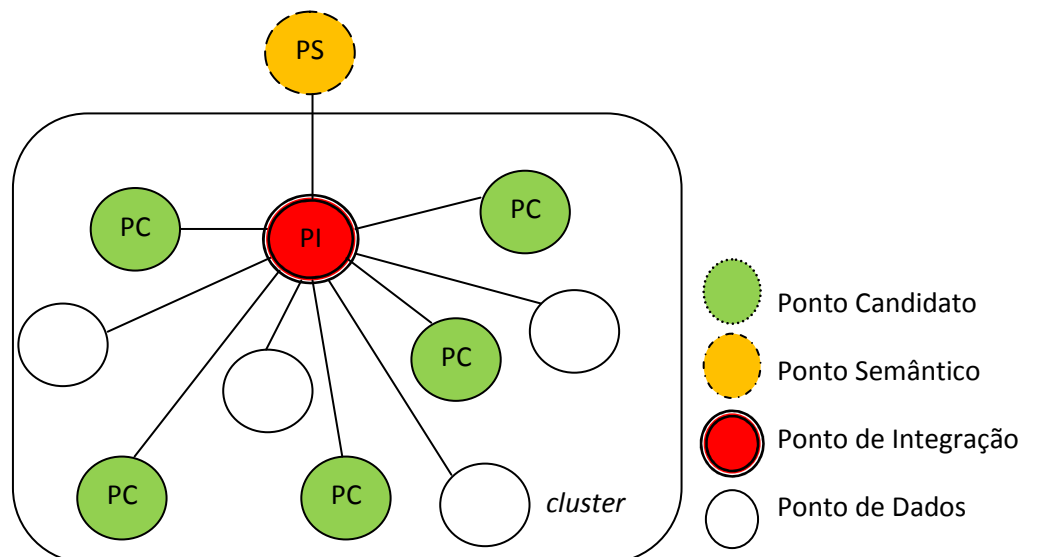 PS
PC
PI
PC
PC
PC
PC
cluster
Ponto Candidato
Ponto Semântico
Ponto de Integração
Ponto de Dados